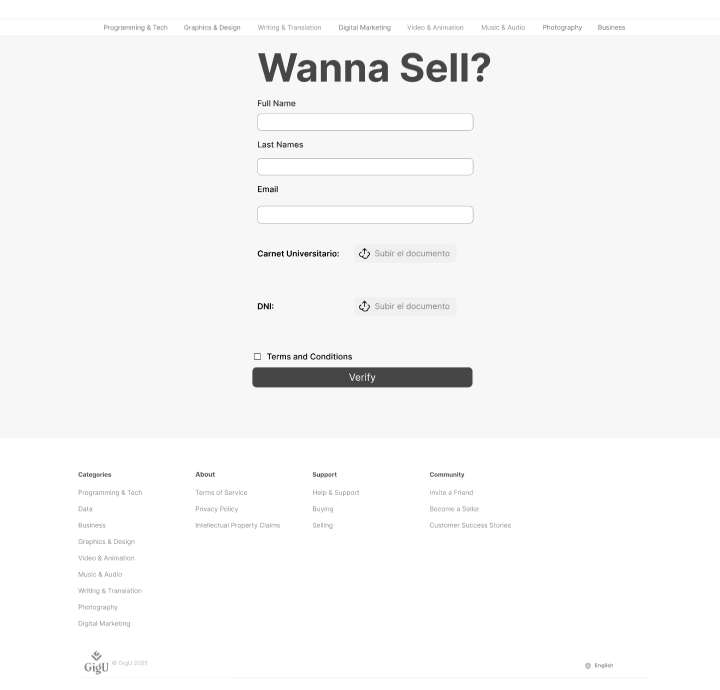 Programming & Tech Graphics & Design Writing & Translation Digital Marketing Video & Animation Music & Audio Photography Business
Wanna Sell?
Full Name
Last Names
Email
Carnet Universitario: Subir el documento
DNI: Subir el documento
Terms and Conditions
Verify
Categories About Support Community
Programming & Tech Terms of Service Help & Support Invite a Friend
Data Privacy Policy Buying Become a Seller
Business Intellectual Property Claims Selling Customer Success Stories
Graphics & Design
Video & Animation
Music & Audio
Writing & Translation
Photography
Digital Marketing
GigU © GigU 2025 English